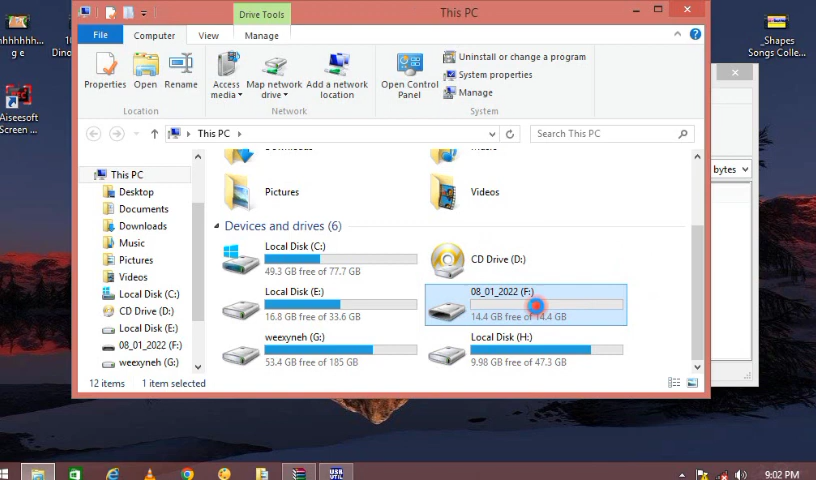 Drive Tools
This PC
File
Computer
View
Manage
Properties
Open
Rename
Access
media
Map network
drive
Add a network
location
Open Control
Panel
Uninstall or change a program
System properties
Manage
Location
Network
System
This PC
Search This PC
This PC
Desktop
Documents
Downloads
Music
Pictures
Videos
Local Disk (C:)
CD Drive (D:)
Local Disk (E:)
08_01_2022 (F:)
weexyneh (G:)
Pictures
Videos
Devices and drives (6)
Local Disk (C:)
49.3 GB free of 77.7 GB
CD Drive (D:)
Local Disk (E:)
16.8 GB free of 33.6 GB
08_01_2022 (F:)
14.4 GB free of 14.4 GB
weexyneh (G:)
53.4 GB free of 185 GB
Local Disk (H:)
9.98 GB free of 47.3 GB
12 items
1 item selected
g e
Dino
Aiseesoft
Screen ...
_Shapes
Songs Colle...
bytes
USB
UTIL
9:02 PM